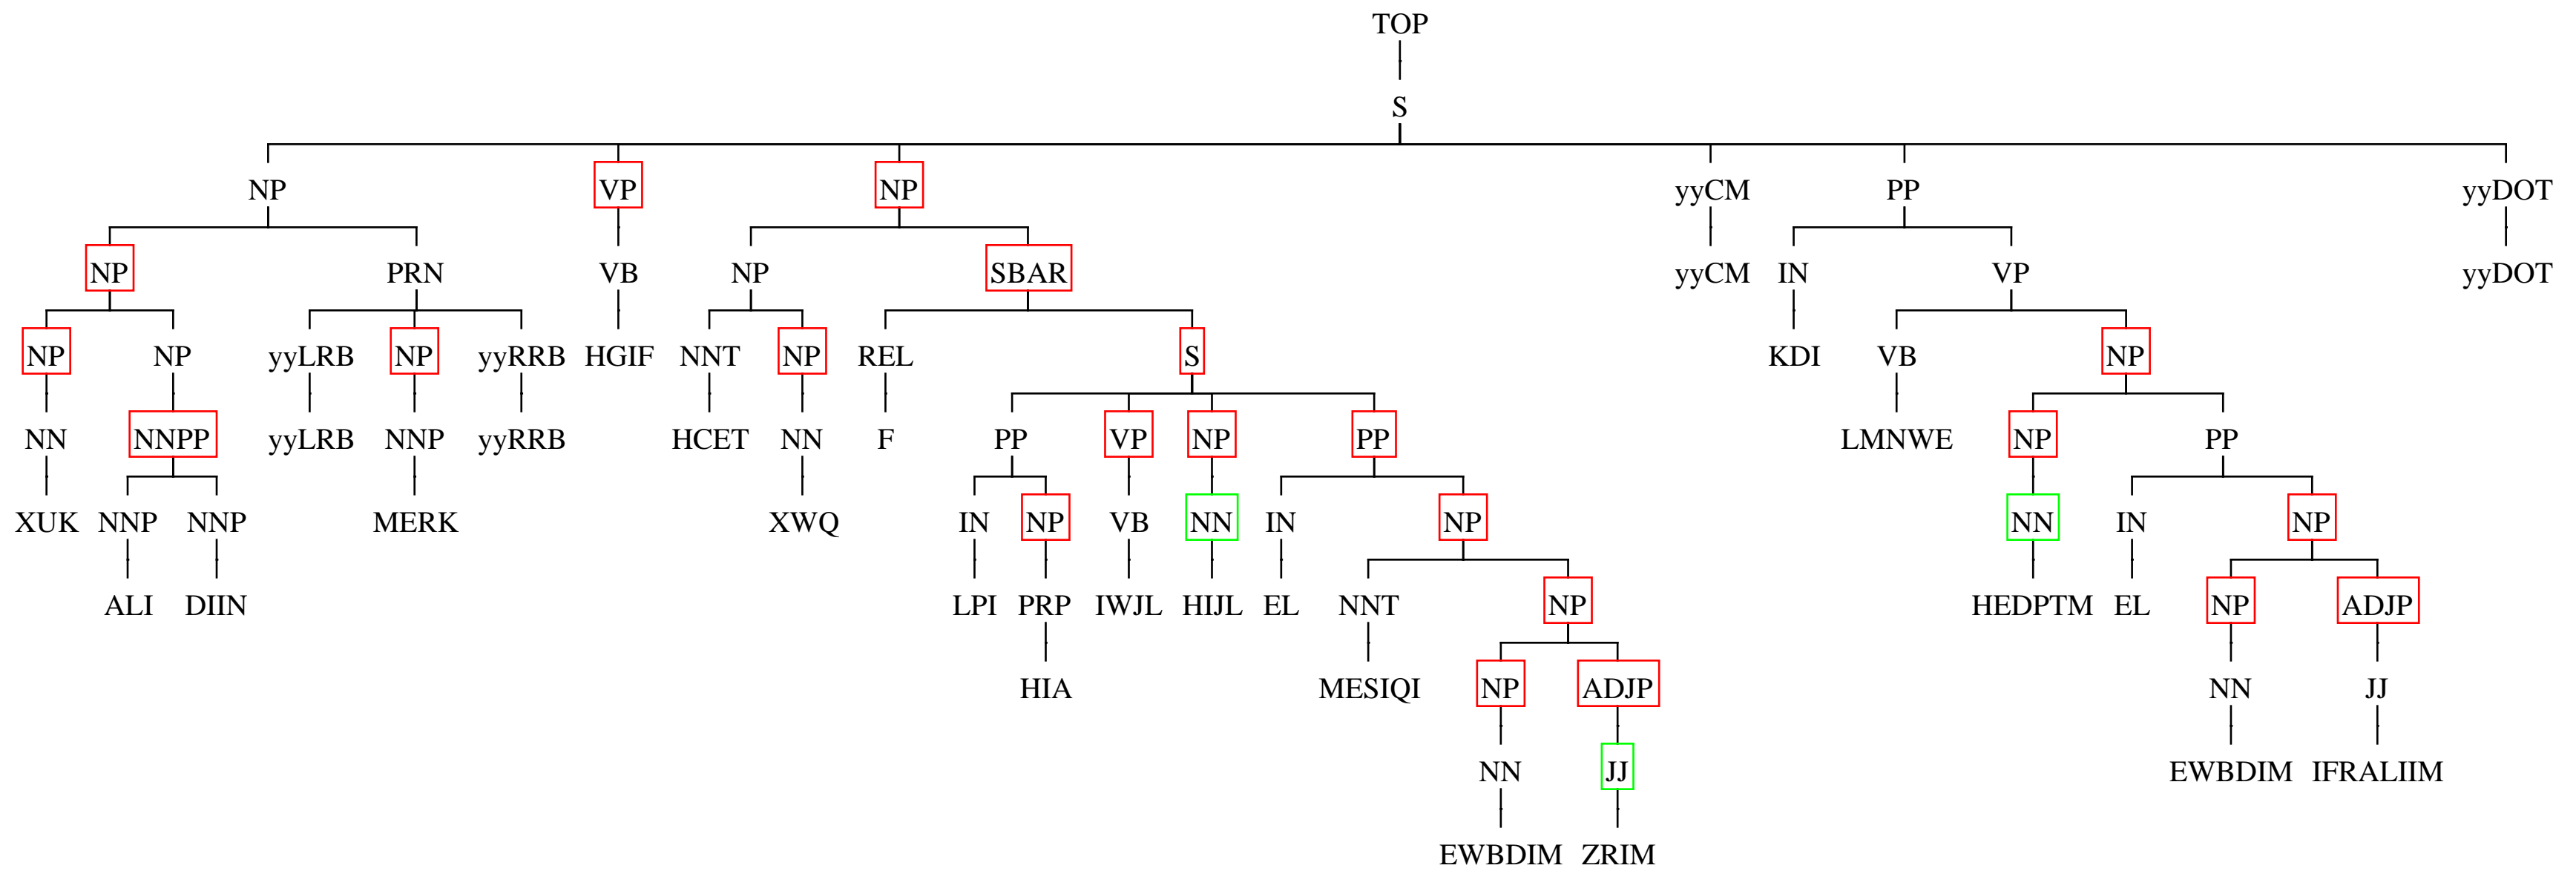 TOP
S
NP VP NP yyCM PP yyDOT
NP PRN VB NP SBAR yyCM IN VP yyDOT
NP NP yyLRB NP yyRRB HGIF NNT NP REL S KDI VB NP
NN NNPP yyLRB NNP yyRRB HCET NN F PP VP NP PP LMNWE NP PP
XUK NNP NNP MERK XWQ IN NP VB NN IN NP NN IN NP
ALI DIIN LPI PRP IWJL HIJL EL NNT NP HEDPTM EL NP ADJP
HIA MESIQI NP ADJP NN JJ
NN JJ EWBDIM IFRALIIM
EWBDIM ZRIM